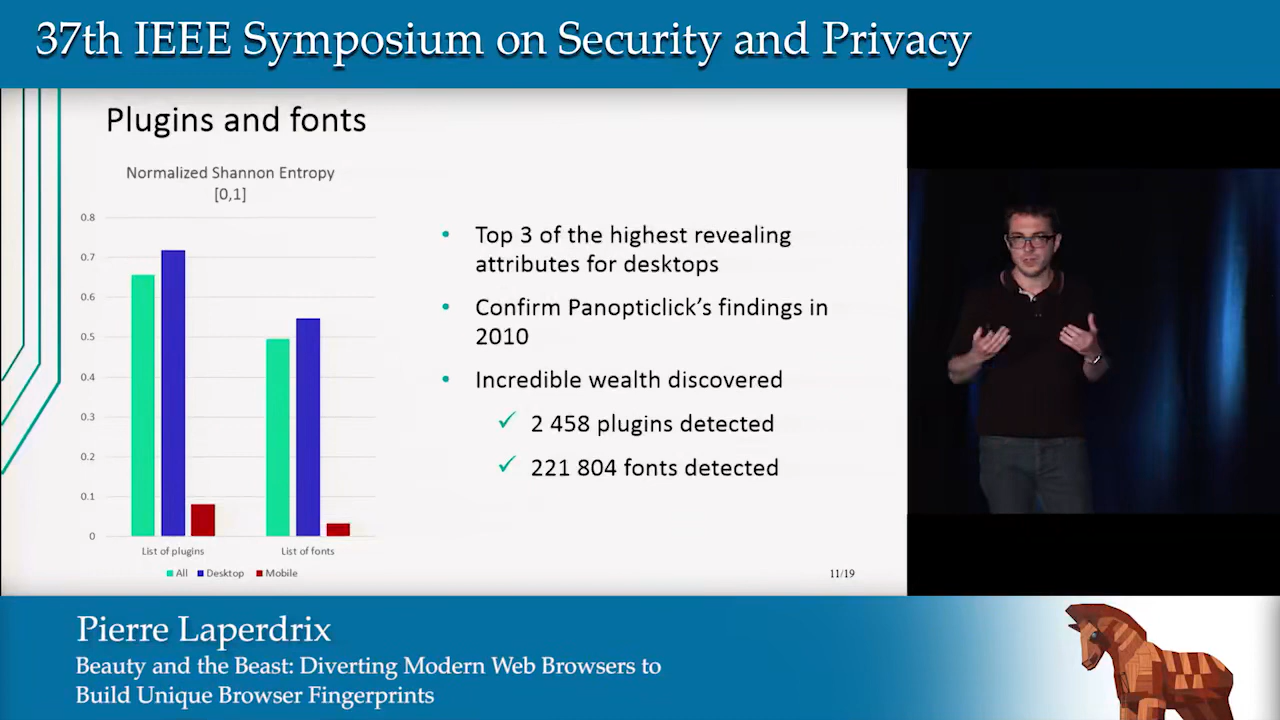 37th IEEE Symposium on Security and Privacy
Plugins and fonts
Normalized Shannon Entropy
[0,1]
0.8
0.7
0.6
0.5
0.4
0.3
0.2
0.1
0
List of plugins
List of fonts
All Desktop Mobile
• Top 3 of the highest revealing
attributes for desktops
• Confirm Panopticlick's findings in
2010
• Incredible wealth discovered
✓ 2 458 plugins detected
✓ 221 804 fonts detected
11/19
Pierre Laperdrix
Beauty and the Beast: Diverting Modern Web Browsers to
Build Unique Browser Fingerprints